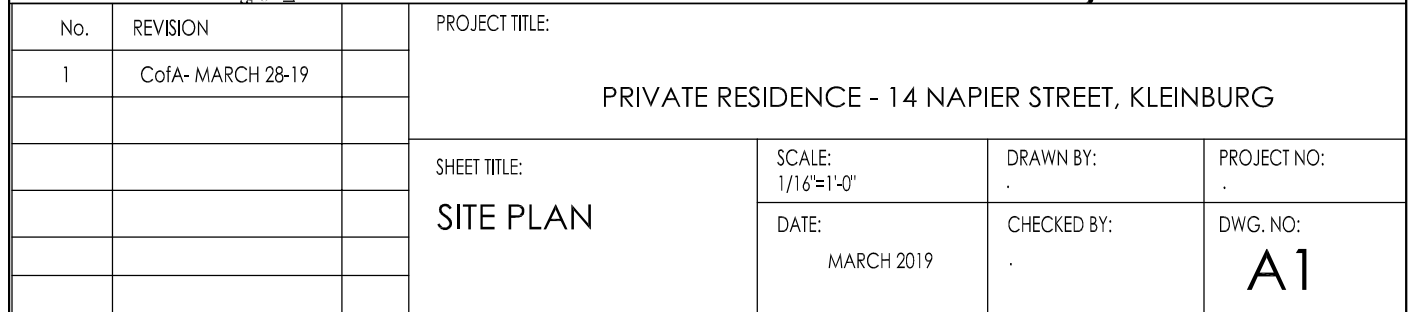 No. REVISION
1 CofA- MARCH 28-19
PROJECT TITLE:
PRIVATE RESIDENCE - 14 NAPIER STREET, KLEINBURG
SHEET TITLE:
SITE PLAN
SCALE:
1/16"=1'-0"
DRAWN BY:
.
PROJECT NO:
.
DATE:
MARCH 2019
CHECKED BY:
.
DWG. NO:
A1